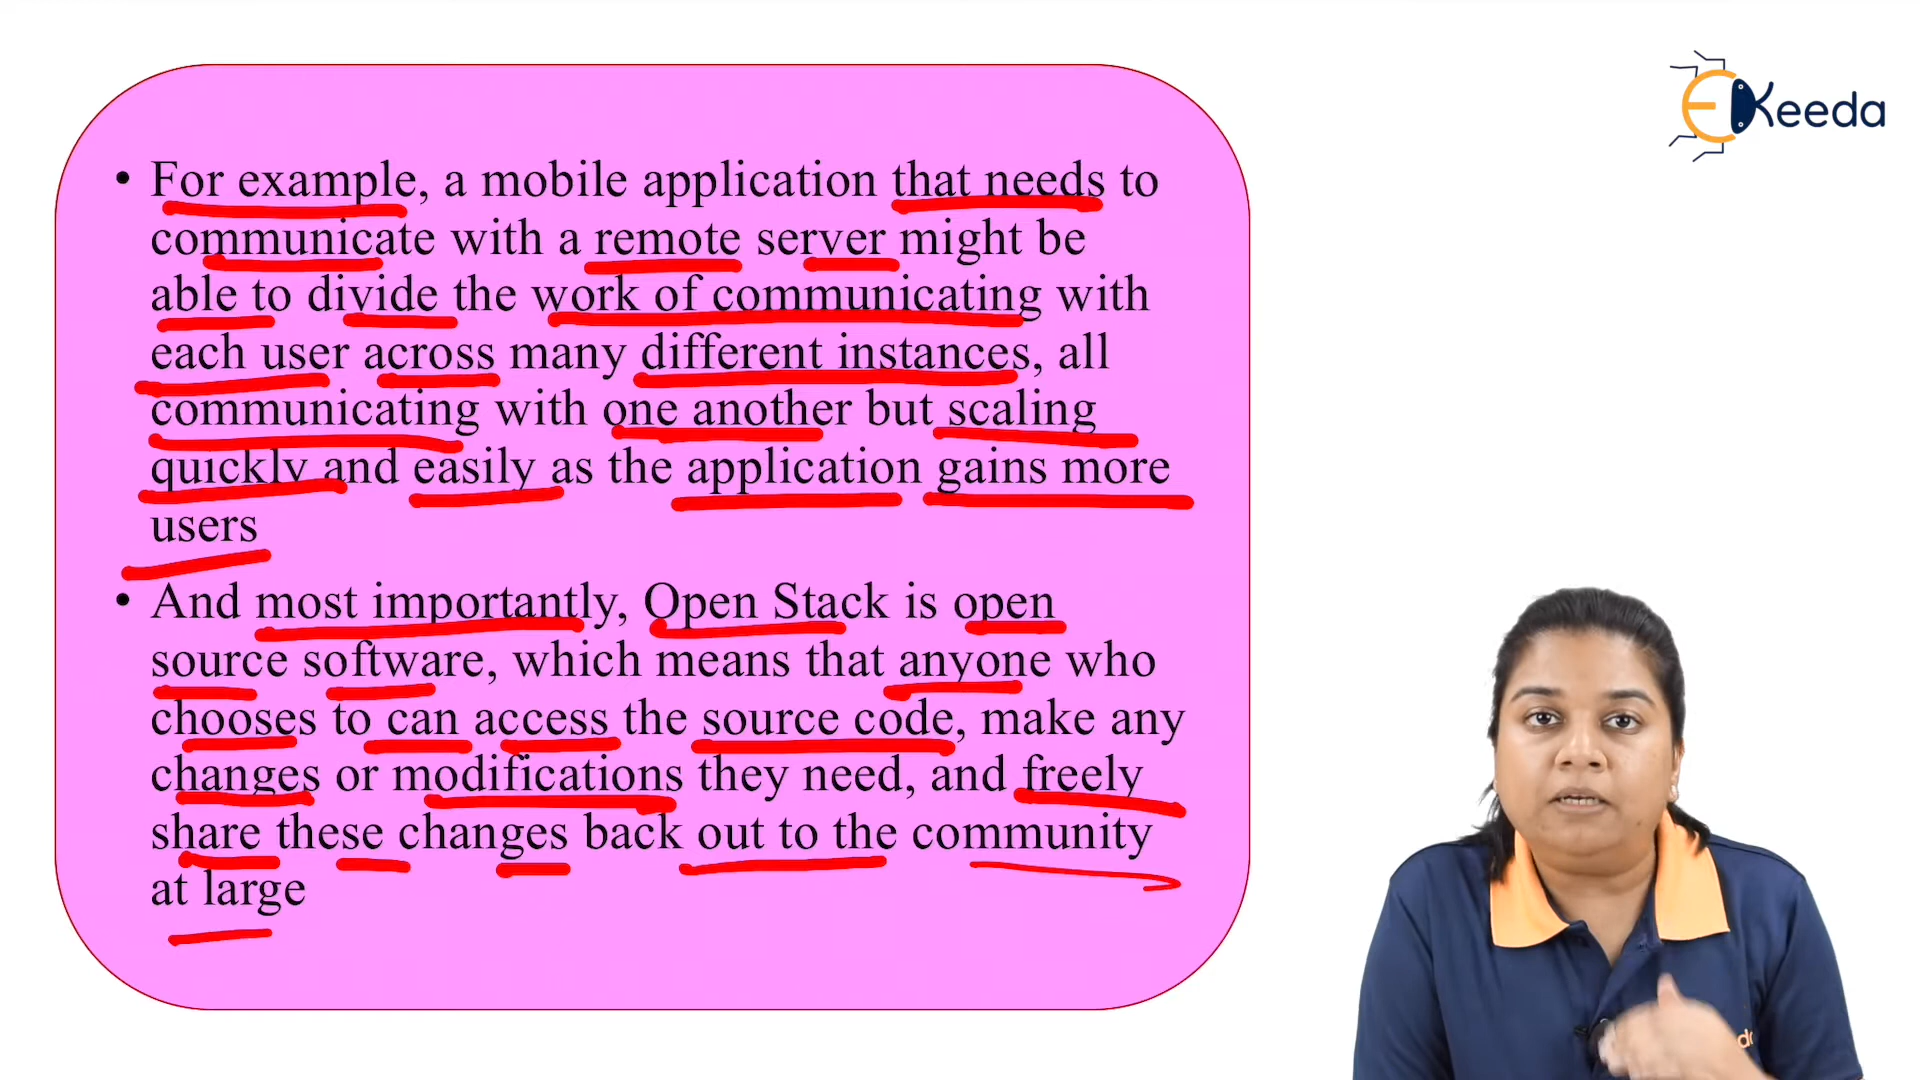 EKeeda
• For example, a mobile application that needs to
communicate with a remote server might be
able to divide the work of communicating with
each user across many different instances, all
communicating with one another but scaling
quickly and easily as the application gains more
users
• And most importantly, Open Stack is open
source software, which means that anyone who
chooses to can access the source code, make any
changes or modifications they need, and freely
share these changes back out to the community
at large